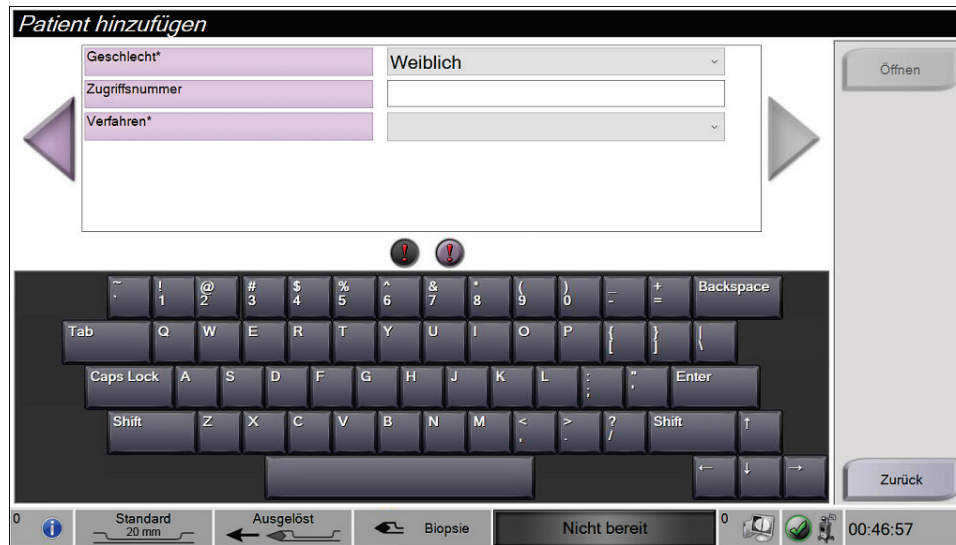 Patient hinzufügen
Geschlecht*
Weiblich
Öffnen
Zugriffsnummer
Verfahren*
~ ` ! 1 @ 2 # 3 $ 4 % 5 ^ 6 & 7 * 8 ( 9 ) 0 _ - + = Backspace
Tab Q W E R T Y U I O P { [ } ] | \
Caps Lock A S D F G H J K L : ; " ' Enter
Shift Z X C V B N M < , > . ? / Shift ↑
← ↓ →
Zurück
0 i Standard 20 mm Ausgelöst Biopsie Nicht bereit 0 00:46:57